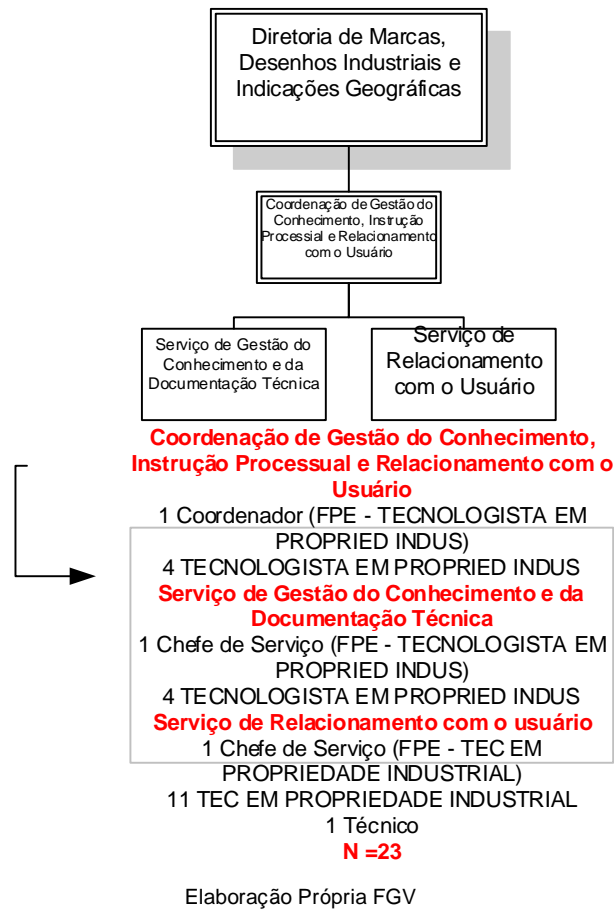 Diretoria de Marcas,
Desenhos Industriais e
Indicações Geográficas
Coordenação de Gestão do
Conhecimento, Instrução
Processial e Relacionamento
com o Usuário
Serviço de Gestão do
Conhecimento e da
Documentação Técnica
Serviço de
Relacionamento
com o Usuário
Coordenação de Gestão do Conhecimento,
Instrução Processual e Relacionamento com o
Usuário
1 Coordenador (FPE - TECNOLOGISTA EM
PROPRIED INDUS)
4 TECNOLOGISTA EM PROPRIED INDUS
Serviço de Gestão do Conhecimento e da
Documentação Técnica
1 Chefe de Serviço (FPE - TECNOLOGISTA EM
PROPRIED INDUS)
4 TECNOLOGISTA EM PROPRIED INDUS
Serviço de Relacionamento com o usuário
1 Chefe de Serviço (FPE - TEC EM
PROPRIEDADE INDUSTRIAL)
11 TEC EM PROPRIEDADE INDUSTRIAL
1 Técnico
N =23
Elaboração Própria FGV